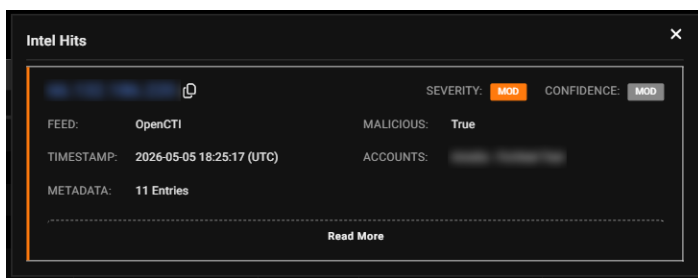 Intel Hits
SEVERITY: MOD CONFIDENCE: MOD
FEED: OpenCTI MALICIOUS: True
TIMESTAMP: 2026-05-05 18:25:17 (UTC) ACCOUNTS:
METADATA: 11 Entries
Read More